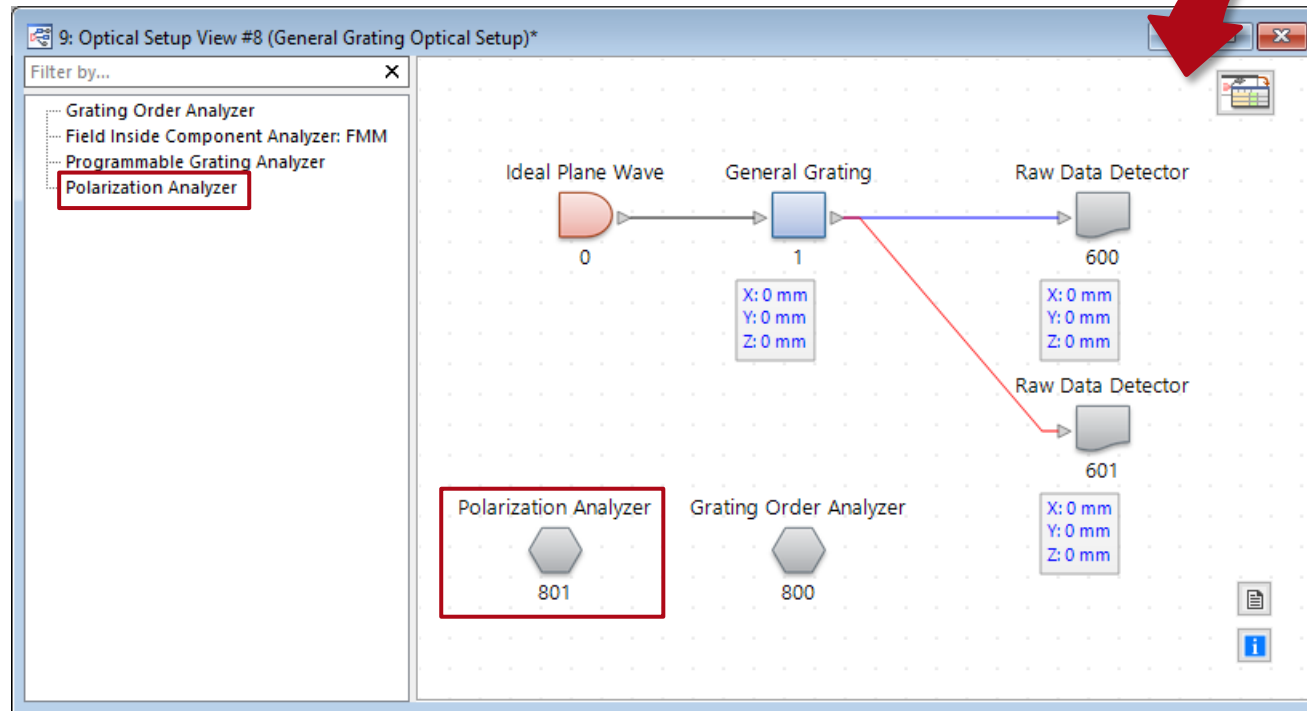 9: Optical Setup View #8 (General Grating Optical Setup)*
Filter by...
Grating Order Analyzer
Field Inside Component Analyzer: FMM
Programmable Grating Analyzer
Polarization Analyzer
Ideal Plane Wave
General Grating
Raw Data Detector
0
1
600
X: 0 mm
Y: 0 mm
Z: 0 mm
X: 0 mm
Y: 0 mm
Z: 0 mm
Raw Data Detector
601
X: 0 mm
Y: 0 mm
Z: 0 mm
Polarization Analyzer
Grating Order Analyzer
801
800